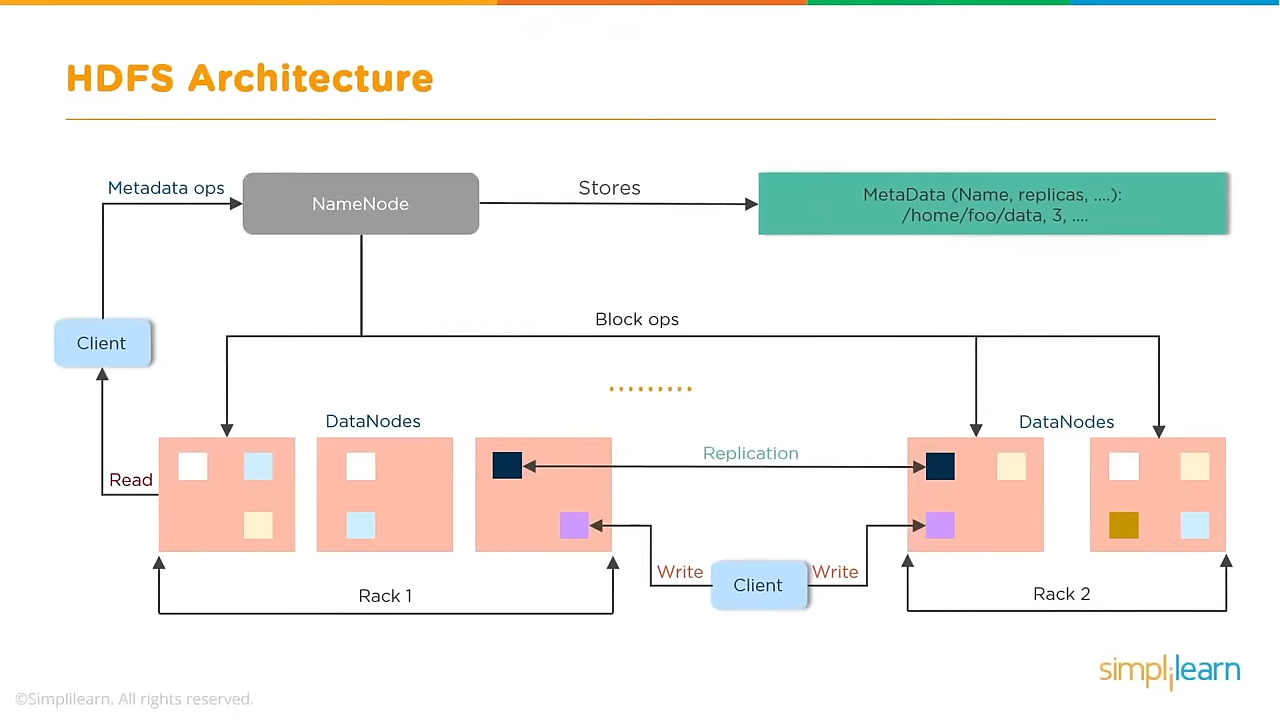 HDFS Architecture
Metadata ops
NameNode
Stores
MetaData (Name, replicas, ....):
/home/foo/data, 3, ....
Client
Block ops
.........
DataNodes
DataNodes
Read
Replication
Write
Client
Write
Rack 1
Rack 2
simplilearn
©Simplilearn. All rights reserved.